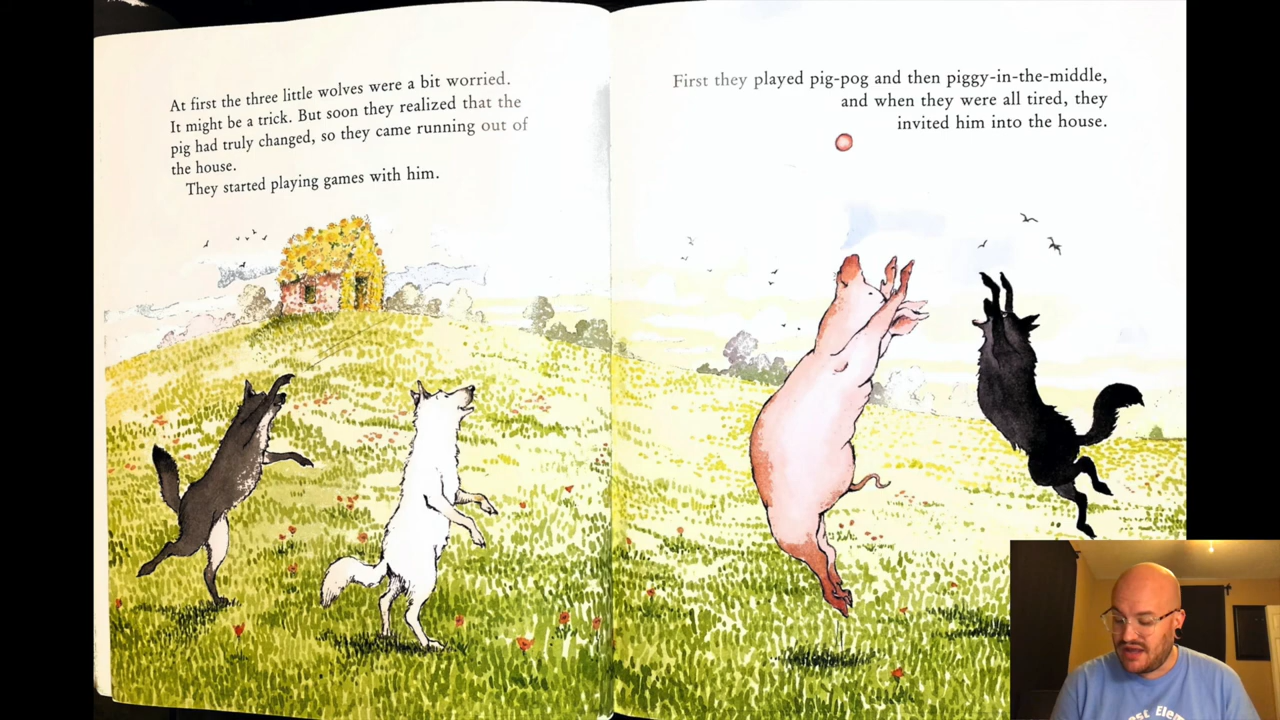 At first the three little wolves were a bit worried.
It might be a trick. But soon they realized that the
pig had truly changed, so they came running out of
the house.
They started playing games with him.
First they played pig-pog and then piggy-in-the-middle,
and when they were all tired, they
invited him into the house.